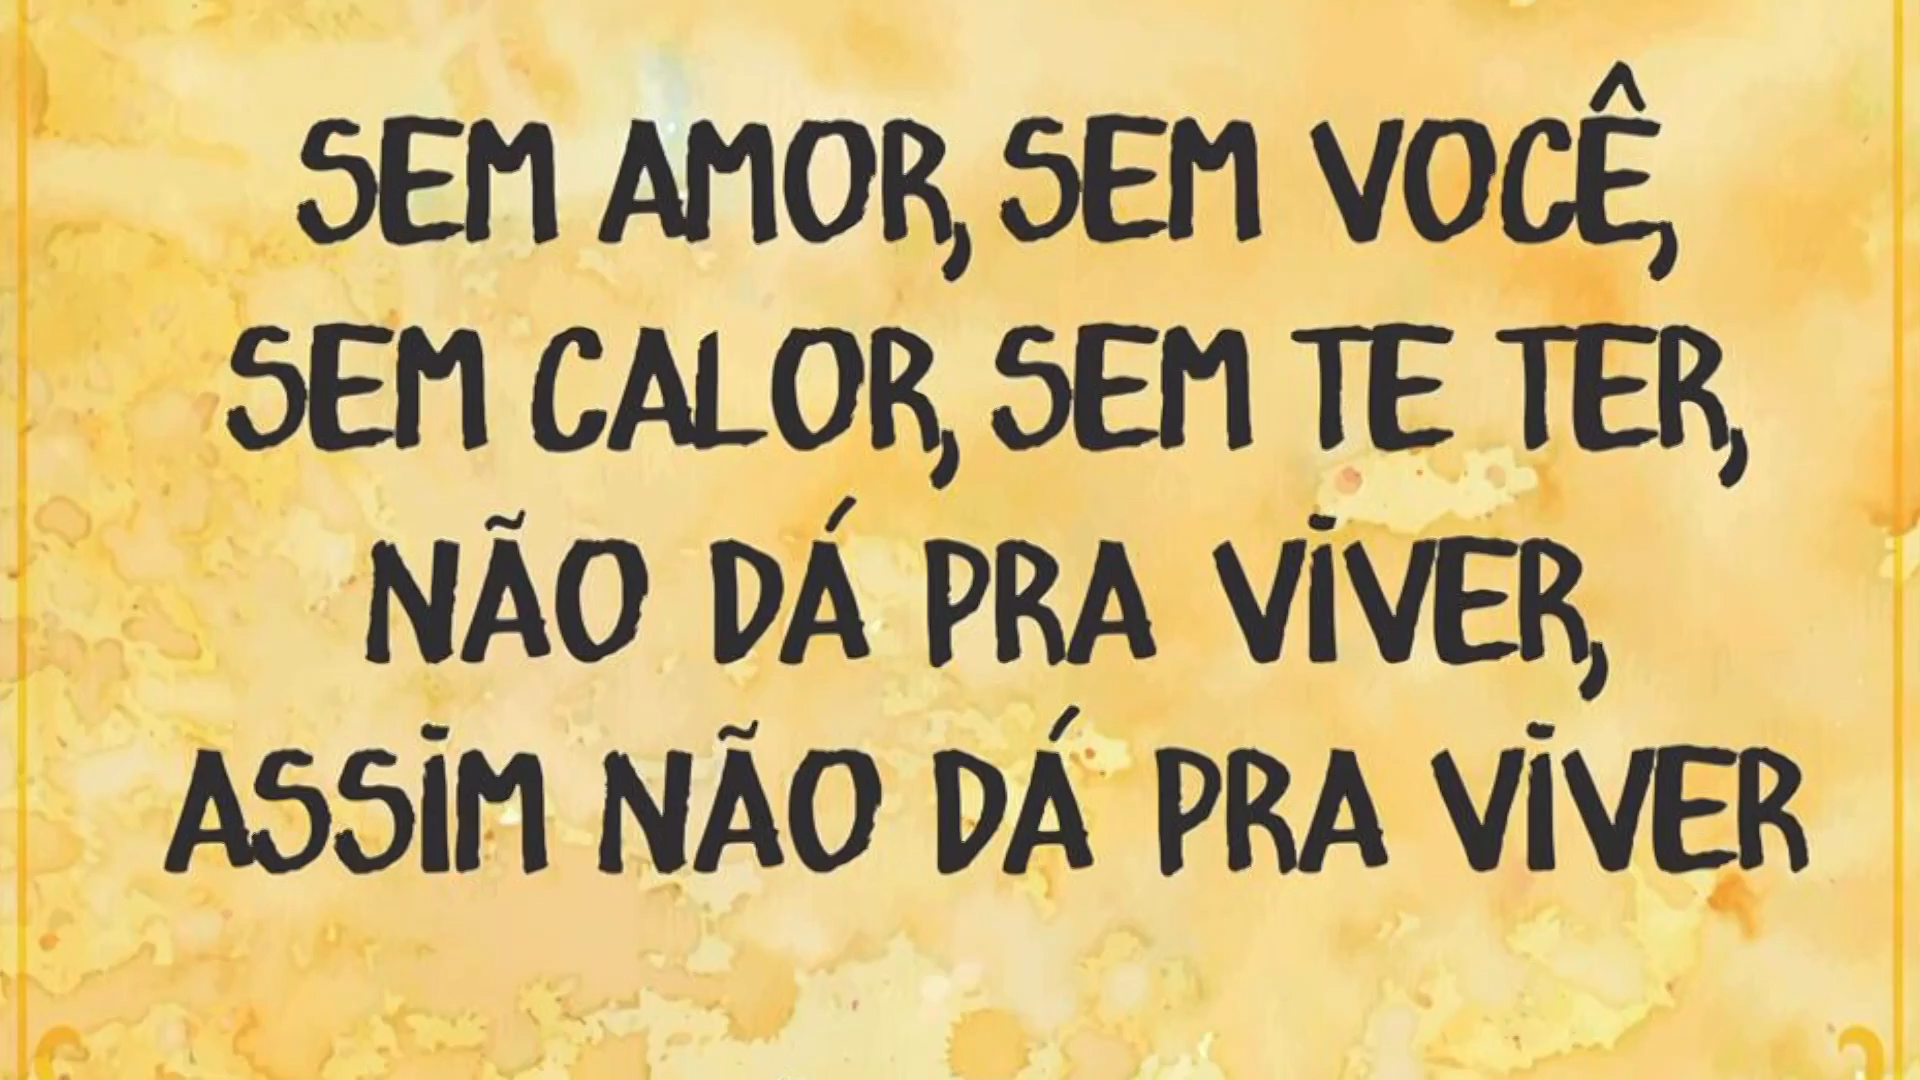 SEM AMOR, SEM VOCÊ,
SEM CALOR, SEM TE TER,
NÃO DÁ PRA VIVER,
ASSIM NÃO DÁ PRA VIVER